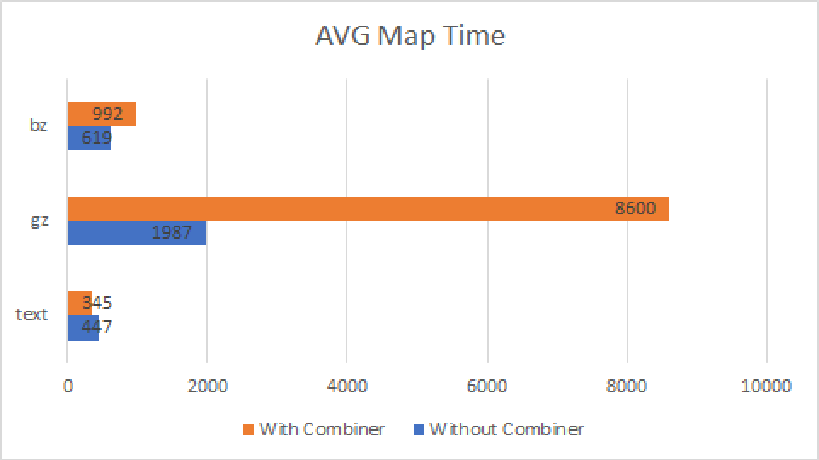 AVG Map Time
bz
992
619
gz
8600
1987
text
345
447
0 2000 4000 6000 8000 10000
With Combiner Without Combiner